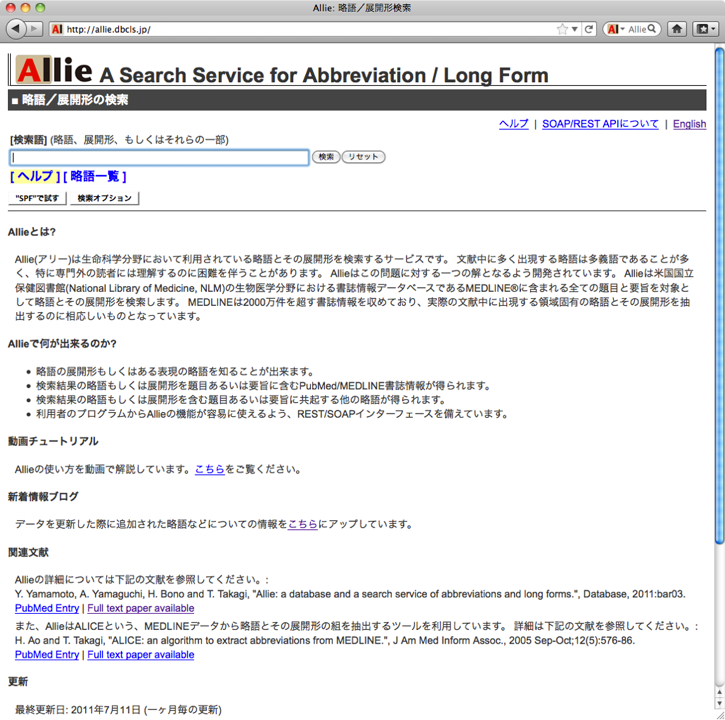 Allie: 略語／展開形検索
http://allie.dbcls.jp/
Allie
Allie A Search Service for Abbreviation / Long Form
■ 略語／展開形の検索
ヘルプ | SOAP/REST APIについて | English
[検索語] (略語、展開形、もしくはそれらの一部)
検索 リセット
[ ヘルプ ] [ 略語一覧 ]
"SPF"で試す 検索オプション
Allieとは?
Allie(アリー)は生命科学分野において利用されている略語とその展開形を検索するサービスです。 文献中に多く出現する略語は多義語であることが多
く、特に専門外の読者には理解するのに困難を伴うことがあります。 Allieはこの問題に対する一つの解となるよう開発されています。 Allieは米国国立
保健図書館(National Library of Medicine, NLM)の生物医学分野における書誌情報データベースであるMEDLINE®に含まれる全ての題目と要旨を対象と
して略語とその展開形を検索します。 MEDLINEは2000万件を超す書誌情報を収めており、実際の文献中に出現する領域固有の略語とその展開形を抽
出するのに相応しいものとなっています。
Allieで何が出来るのか?
• 略語の展開形もしくはある表現の略語を知ることが出来ます。
• 検索結果の略語もしくは展開形を題目あるいは要旨に含むPubMed/MEDLINE書誌情報が得られます。
• 検索結果の略語もしくは展開形を含む題目あるいは要旨に共起する他の略語が得られます。
• 利用者のプログラムからAllieの機能が容易に使えるよう、REST/SOAPインターフェースを備えています。
動画チュートリアル
Allieの使い方を動画で解説しています。こちらをご覧ください。
新着情報ブログ
データを更新した際に追加された略語などについての情報をこちらにアップしています。
関連文献
Allieの詳細については下記の文献を参照してください。:
Y. Yamamoto, A. Yamaguchi, H. Bono and T. Takagi, "Allie: a database and a search service of abbreviations and long forms.", Database, 2011:bar03.
PubMed Entry | Full text paper available
また、AllieはALICEという、MEDLINEデータから略語とその展開形の組を抽出するツールを利用しています。 詳細は下記の文献を参照してください。:
H. Ao and T. Takagi, "ALICE: an algorithm to extract abbreviations from MEDLINE.", J Am Med Inform Assoc., 2005 Sep-Oct;12(5):576-86.
PubMed Entry | Full text paper available
更新
最終更新日: 2011年7月11日 (一ヶ月毎の更新)